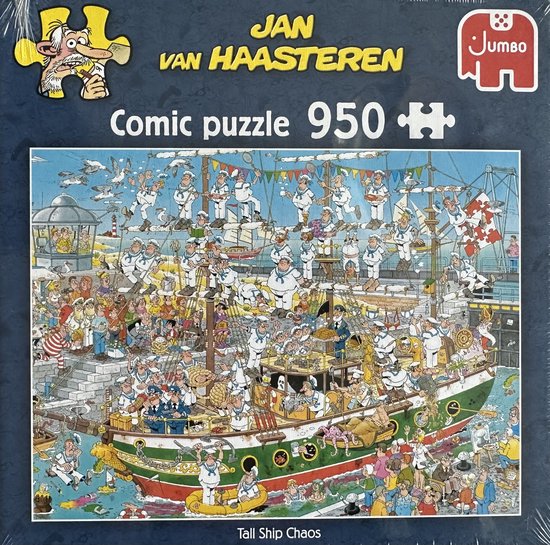 JAN
VAN HAASTEREN
JUMBO
Comic puzzle 950
Tall Ship Chaos